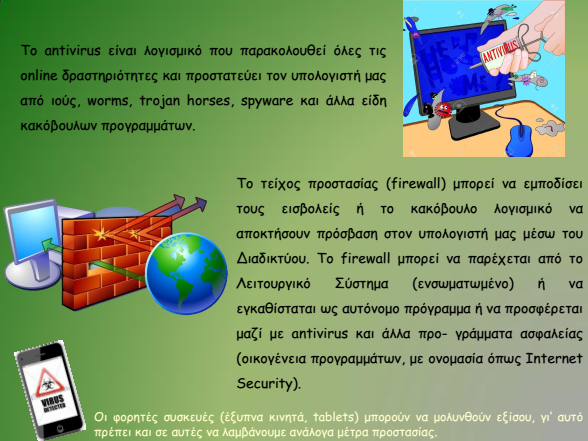 Το antivirus είναι λογισμικό που παρακολουθεί όλες τις
online δραστηριότητες και προστατεύει τον υπολογιστή μας
από ιούς, worms, trojan horses, spyware και άλλα είδη
κακόβουλων προγραμμάτων.
HELP
ME
ANTIVIRUS
Το τείχος προστασίας (firewall) μπορεί να εμποδίσει
τους εισβολείς ή το κακόβουλο λογισμικό να
αποκτήσουν πρόσβαση στον υπολογιστή μας μέσω του
Διαδικτύου. Το firewall μπορεί να παρέχεται από το
Λειτουργικό Σύστημα (ενσωματωμένο) ή να
εγκαθίσταται ως αυτόνομο πρόγραμμα ή να προσφέρεται
μαζί με antivirus και άλλα προ- γράμματα ασφαλείας
(οικογένεια προγραμμάτων, με ονομασία όπως Internet
Security).
VIRUS
DETECTED
Οι φορητές συσκευές (έξυπνα κινητά, tablets) μπορούν να μολυνθούν εξίσου, γι' αυτό
πρέπει και σε αυτές να λαμβάνουμε ανάλογα μέτρα προστασίας.